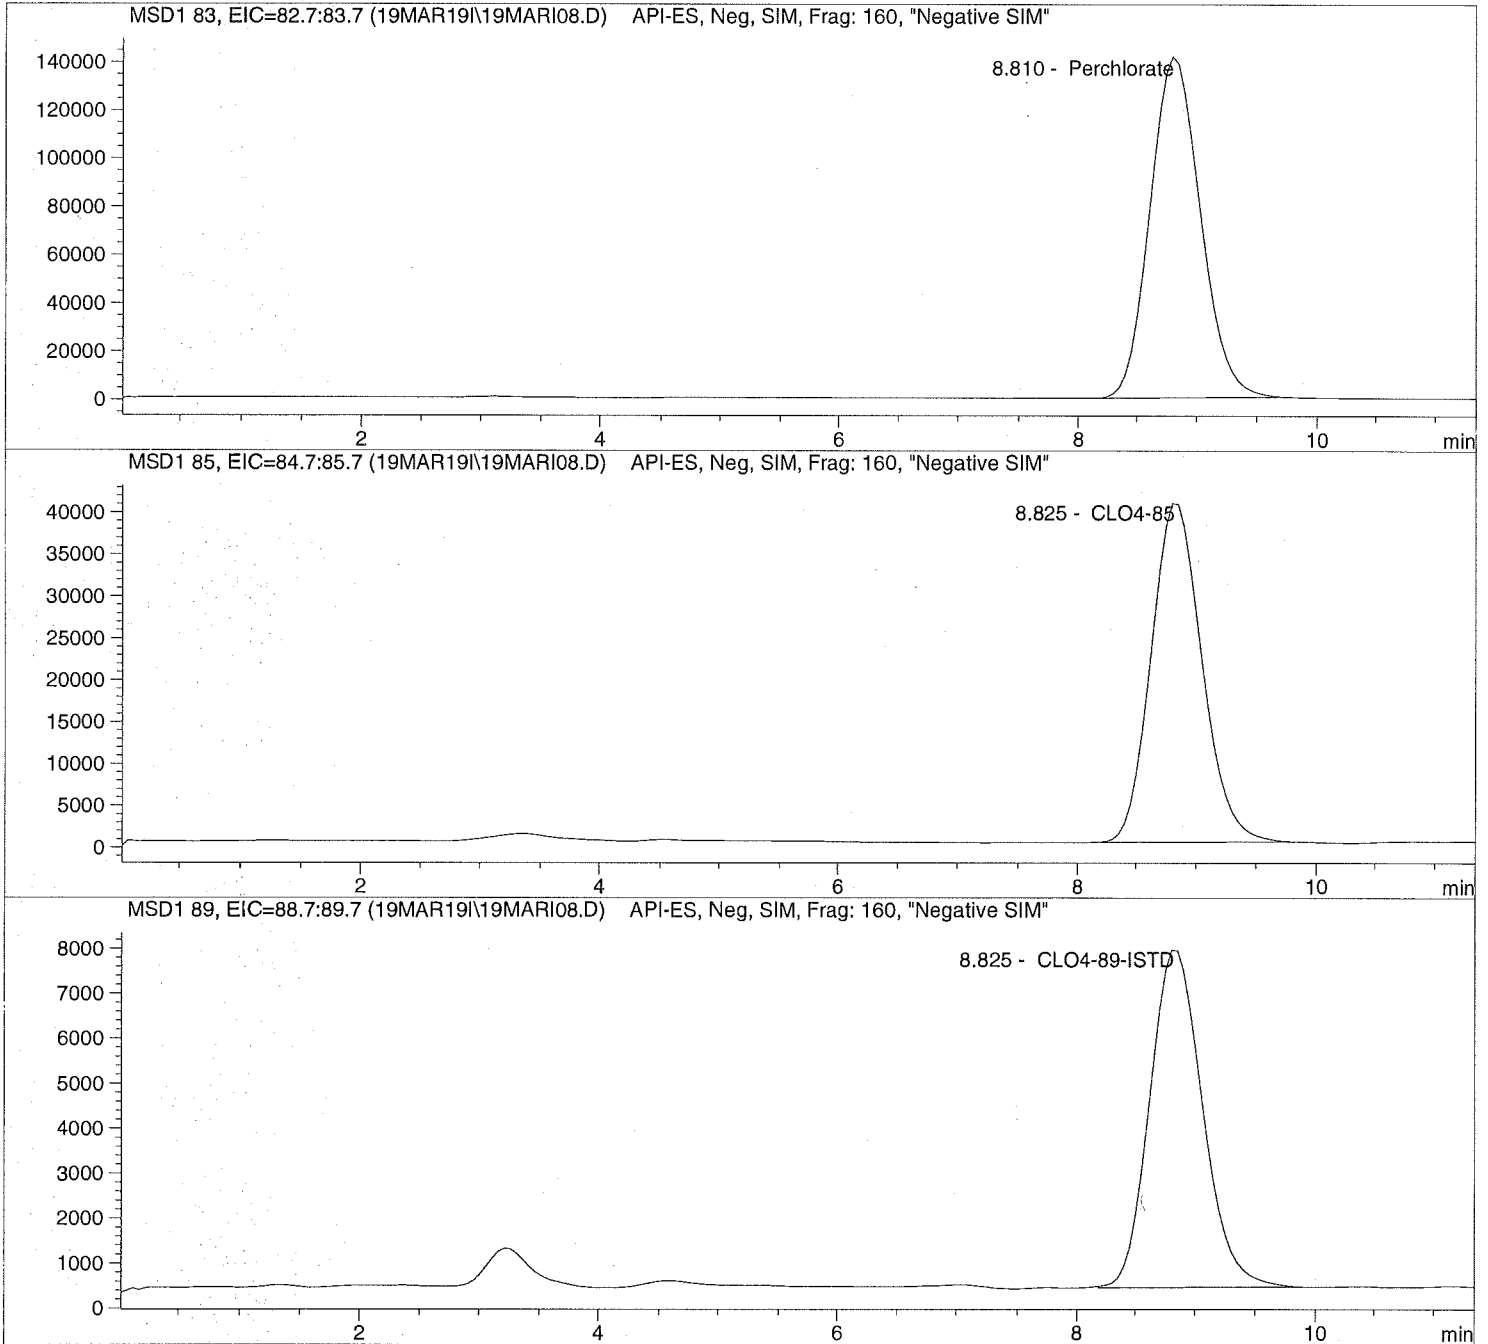 MSD1 83, EIC=82.7:83.7 (19MAR19I\19MARI08.D) API-ES, Neg, SIM, Frag: 160, "Negative SIM"
8.810 - Perchlorate
140000
120000
100000
80000
60000
40000
20000
0
2 4 6 8 10 min
MSD1 85, EIC=84.7:85.7 (19MAR19I\19MARI08.D) API-ES, Neg, SIM, Frag: 160, "Negative SIM"
8.825 - CLO4-85
40000
35000
30000
25000
20000
15000
10000
5000
0
2 4 6 8 10 min
MSD1 89, EIC=88.7:89.7 (19MAR19I\19MARI08.D) API-ES, Neg, SIM, Frag: 160, "Negative SIM"
8.825 - CLO4-89-ISTD
8000
7000
6000
5000
4000
3000
2000
1000
0
2 4 6 8 10 min